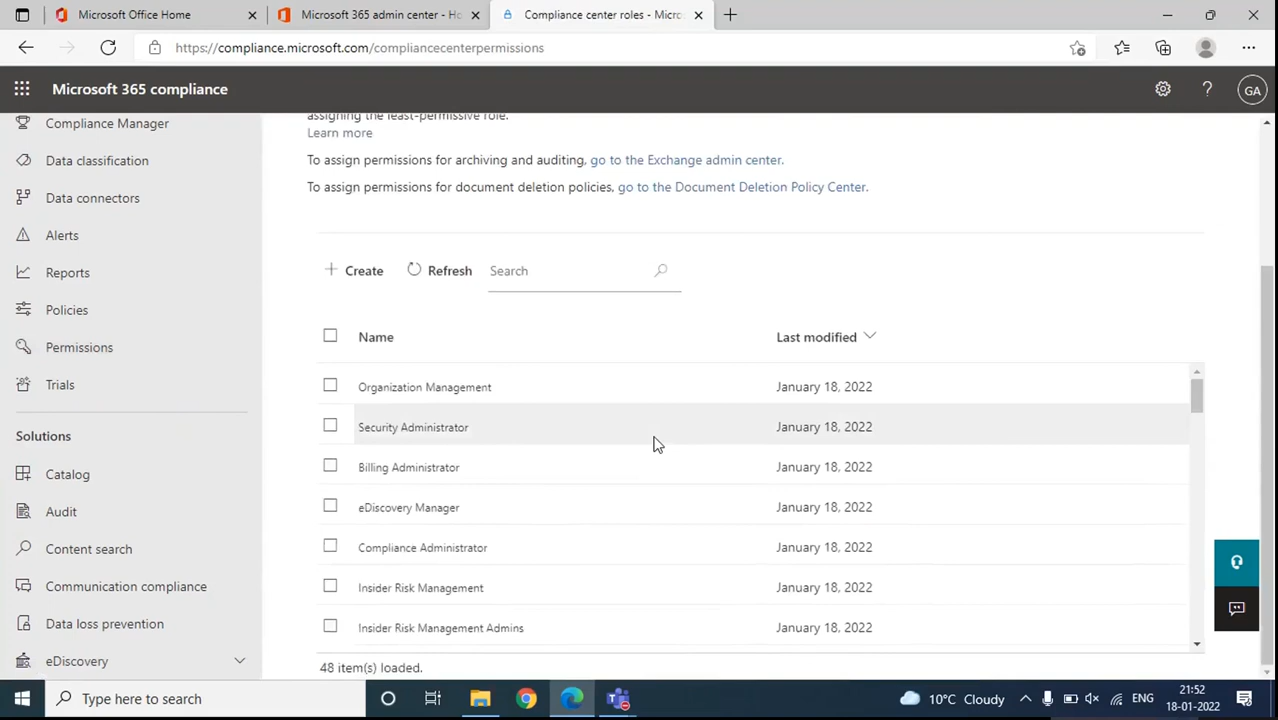 Microsoft Office Home
Microsoft 365 admin center - Ho
Compliance center roles - Micro
https://compliance.microsoft.com/compliancecenterpermissions
Microsoft 365 compliance
GA
Compliance Manager
Data classification
Data connectors
Alerts
Reports
Policies
Permissions
Trials
Solutions
Catalog
Audit
Content search
Communication compliance
Data loss prevention
eDiscovery
assigning the least-permissive role.
Learn more
To assign permissions for archiving and auditing, go to the Exchange admin center.
To assign permissions for document deletion policies, go to the Document Deletion Policy Center.
Create Refresh Search
Name Last modified
Organization Management January 18, 2022
Security Administrator January 18, 2022
Billing Administrator January 18, 2022
eDiscovery Manager January 18, 2022
Compliance Administrator January 18, 2022
Insider Risk Management January 18, 2022
Insider Risk Management Admins January 18, 2022
48 item(s) loaded.
Type here to search
10°C Cloudy
ENG
21:52
18-01-2022